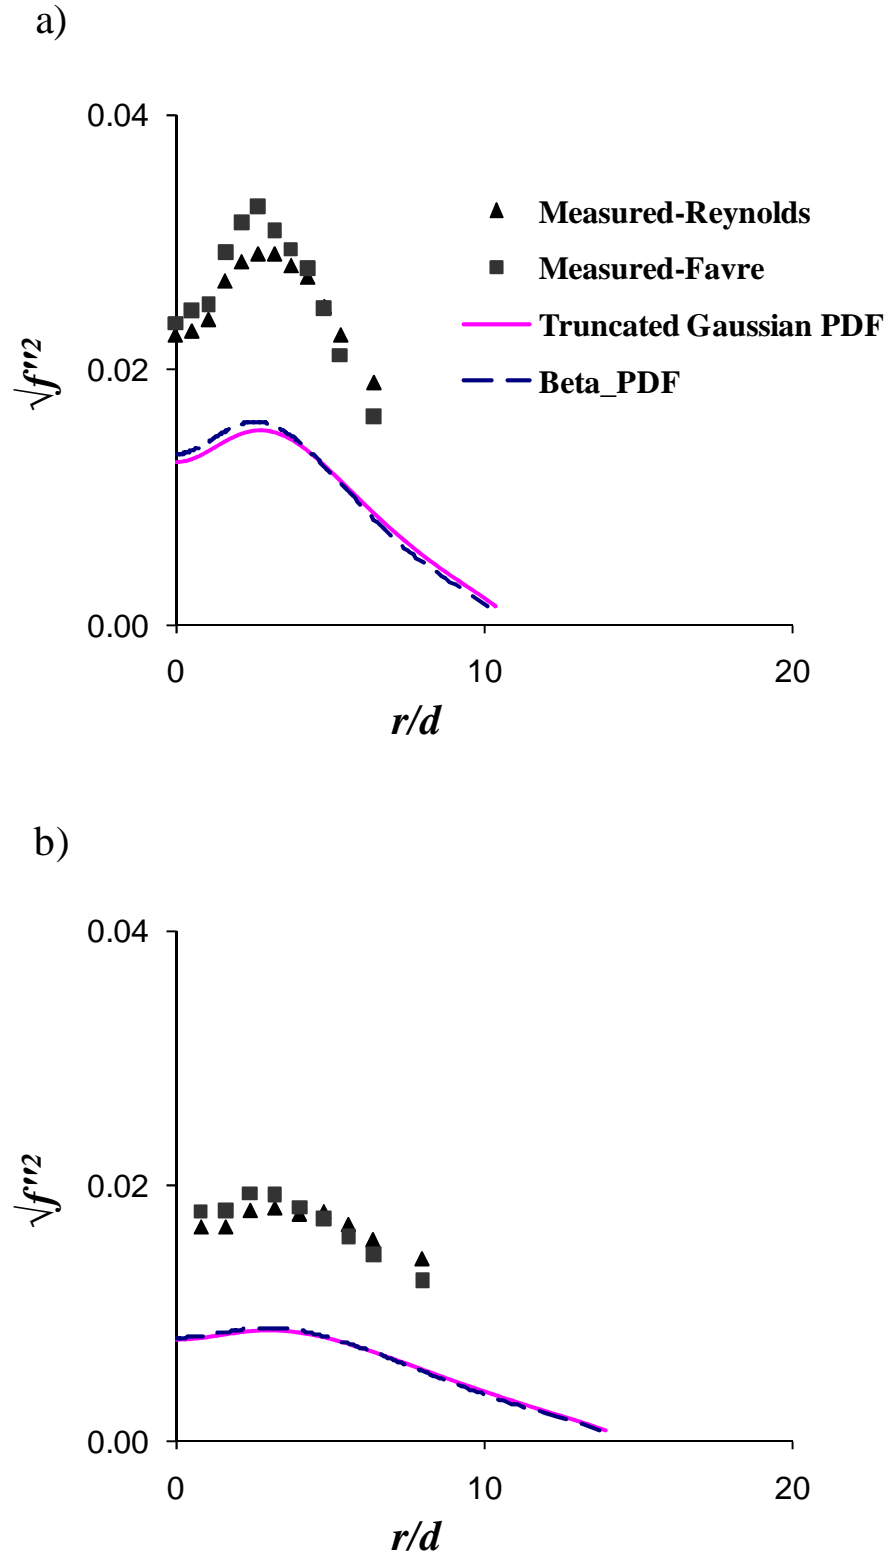 a)
0.04
Measured-Reynolds
Measured-Favre
Truncated Gaussian PDF
Beta_PDF
0.02
√f″2
0.00
0 10 20
r/d
b)
0.04
0.02
√f″2
0.00
0 10 20
r/d